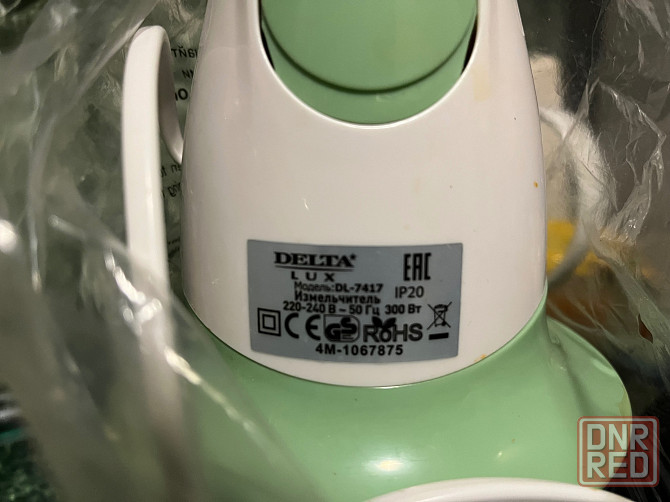 DELTA®
LUX
EAC
Модель:DL-7417
IP20
Измельчитель
220-240 В ~ 50 Гц 300 Вт
CE GS RoHS
4M-1067875
DNR
RED